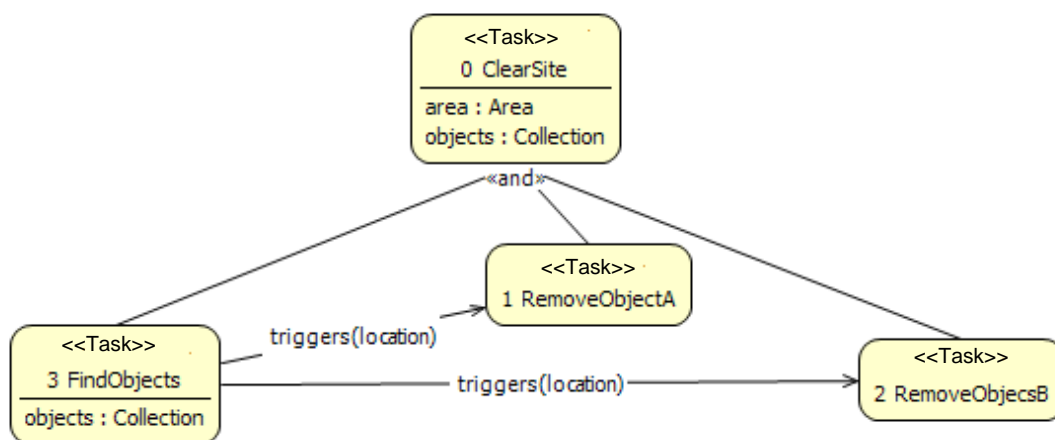 <<Task>>
0 ClearSite
area : Area
objects : Collection
«and»
<<Task>>
1 RemoveObjectA
triggers(location)
<<Task>>
3 FindObjects
objects : Collection
triggers(location)
<<Task>>
2 RemoveObjecsB